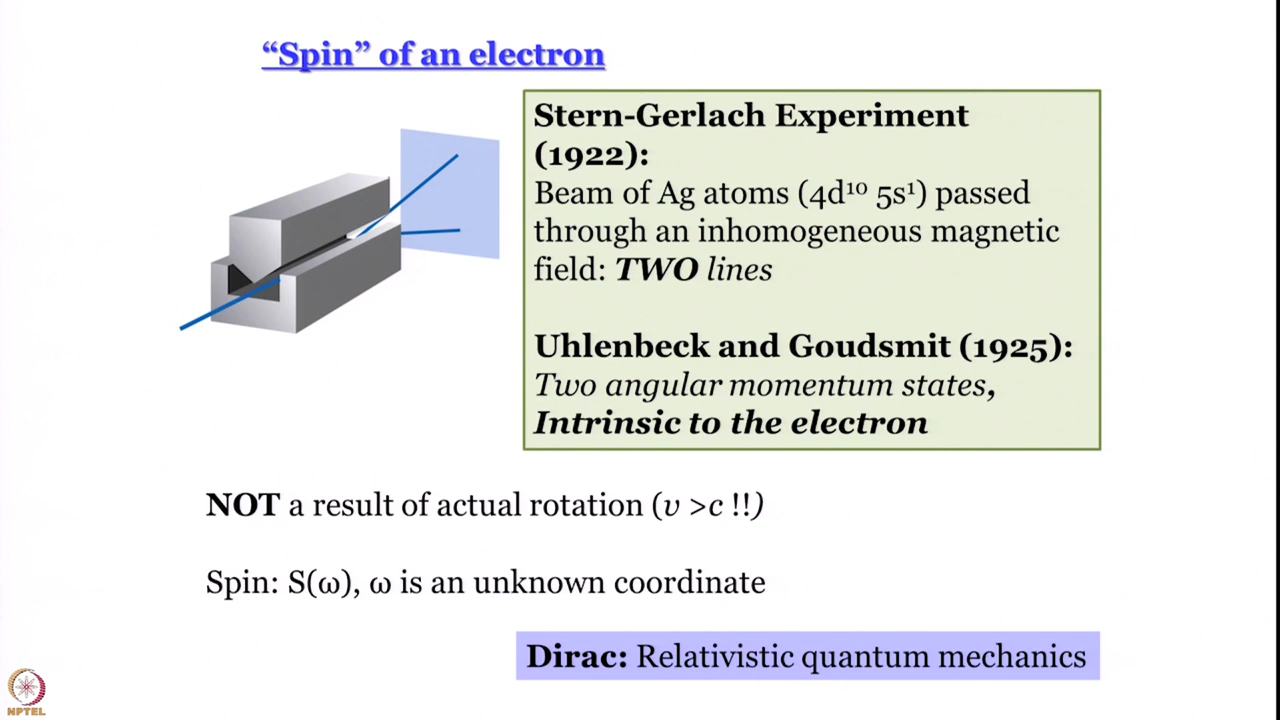 “Spin” of an electron
Stern-Gerlach Experiment
(1922):
Beam of Ag atoms (4d¹⁰ 5s¹) passed
through an inhomogeneous magnetic
field: TWO lines
Uhlenbeck and Goudsmit (1925):
Two angular momentum states,
Intrinsic to the electron
NOT a result of actual rotation (v >c !!)
Spin: S(ω), ω is an unknown coordinate
Dirac: Relativistic quantum mechanics
NPTEL